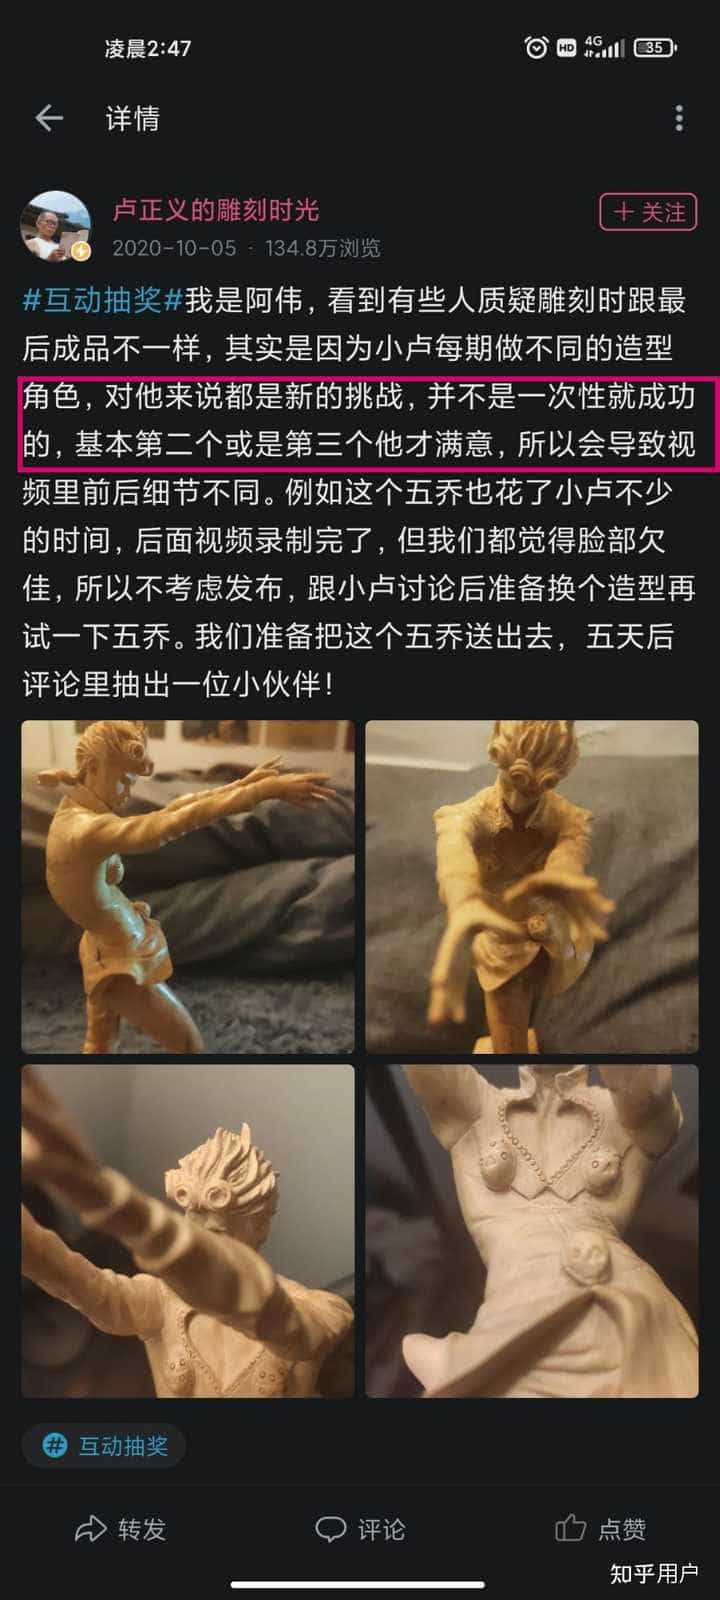 凌晨2:47
HD 4G 35
详情
卢正义的雕刻时光
2020-10-05 · 134.8万浏览
+ 关注
#互动抽奖#我是阿伟，看到有些人质疑雕刻时跟最
后成品不一样，其实是因为小卢每期做不同的造型
角色，对他来说都是新的挑战，并不是一次性就成功
的，基本第二个或是第三个他才满意，所以会导致视
频里前后细节不同。例如这个五乔也花了小卢不少
的时间，后面视频录制完了，但我们都觉得脸部欠
佳，所以不考虑发布，跟小卢讨论后准备换个造型再
试一下五乔。我们准备把这个五乔送出去，五天后
评论里抽出一位小伙伴！
# 互动抽奖
转发
评论
点赞
知乎用户